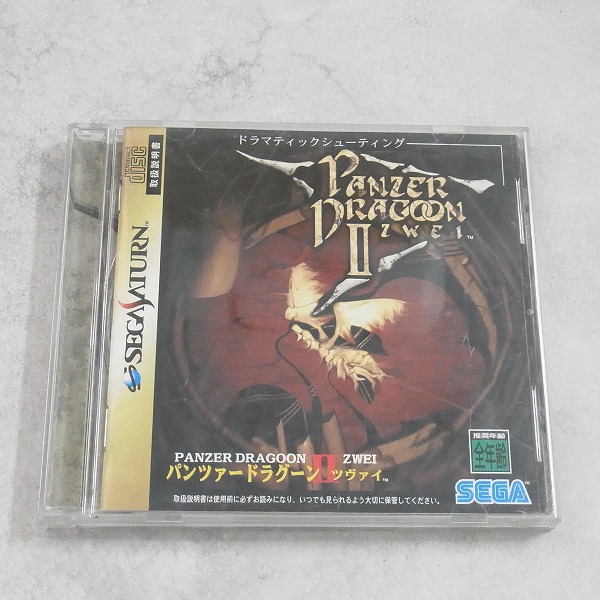 COMPACT
disc
取扱説明書
SEGASATURN™
ドラマティックシューティング
PANZER
DRAGOON
II ZWEI™
PANZER DRAGOON II ZWEI
パンツァードラグーン ツヴァイ™
取扱説明書は使用前に必ずお読みになり、いつでも見られるよう大切に保管してください。
推奨年齢
全年齢
SEGA